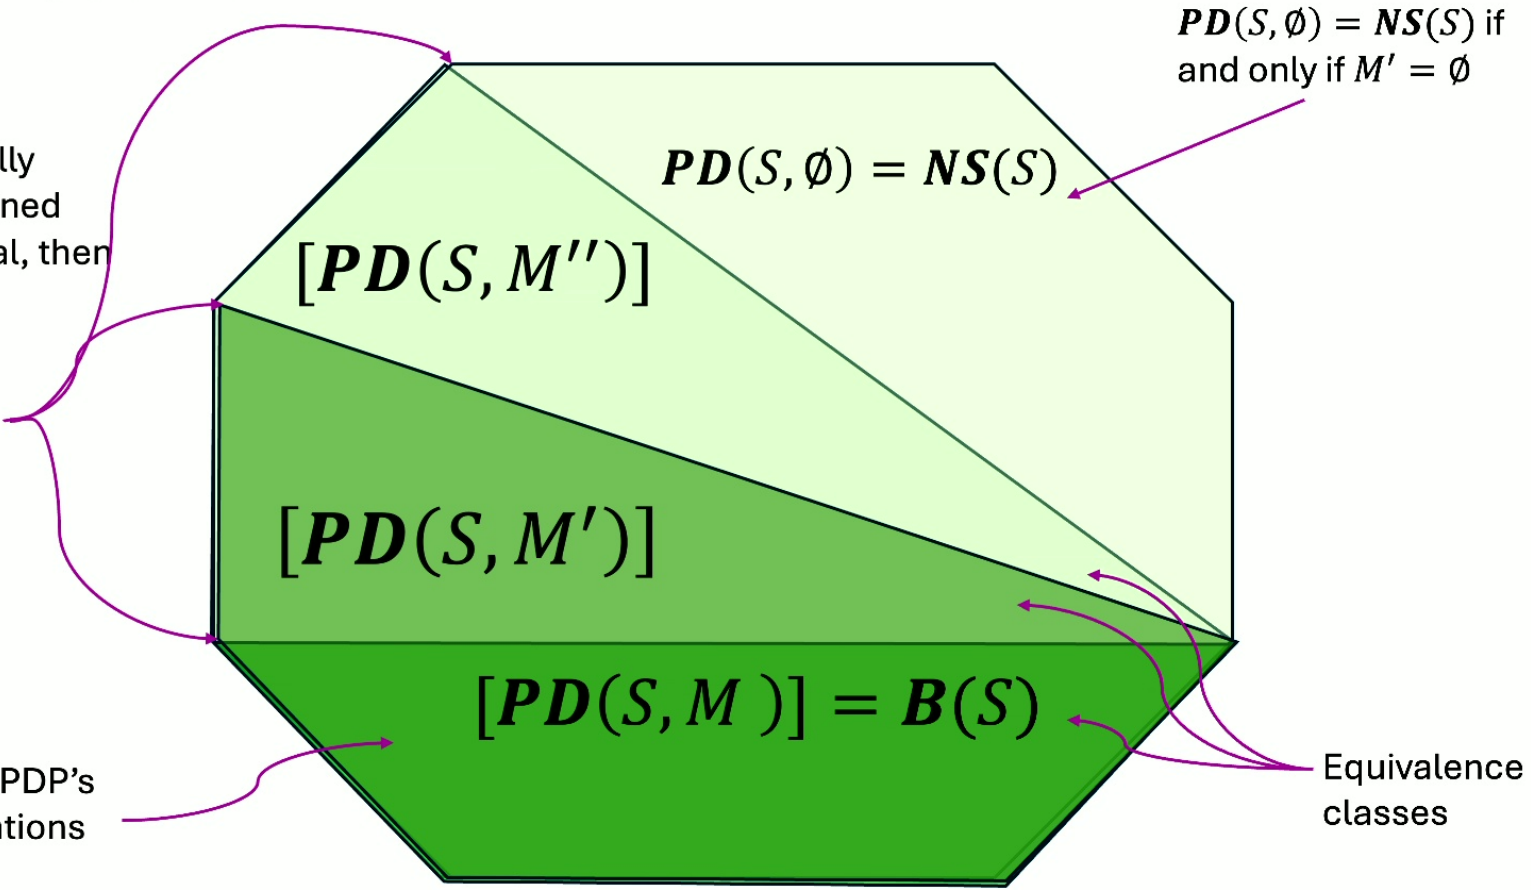 𝑷𝑫(𝑆, ∅) = 𝑵𝑺(𝑆) if
and only if 𝑀′ = ∅
lly
ned
al, then
𝑷𝑫(𝑆, ∅) = 𝑵𝑺(𝑆)
[𝑷𝑫(𝑆, 𝑀′′)]
[𝑷𝑫(𝑆, 𝑀′)]
[𝑷𝑫(𝑆, 𝑀 )] = 𝑩(𝑆)
PDP’s
tions
Equivalence
classes